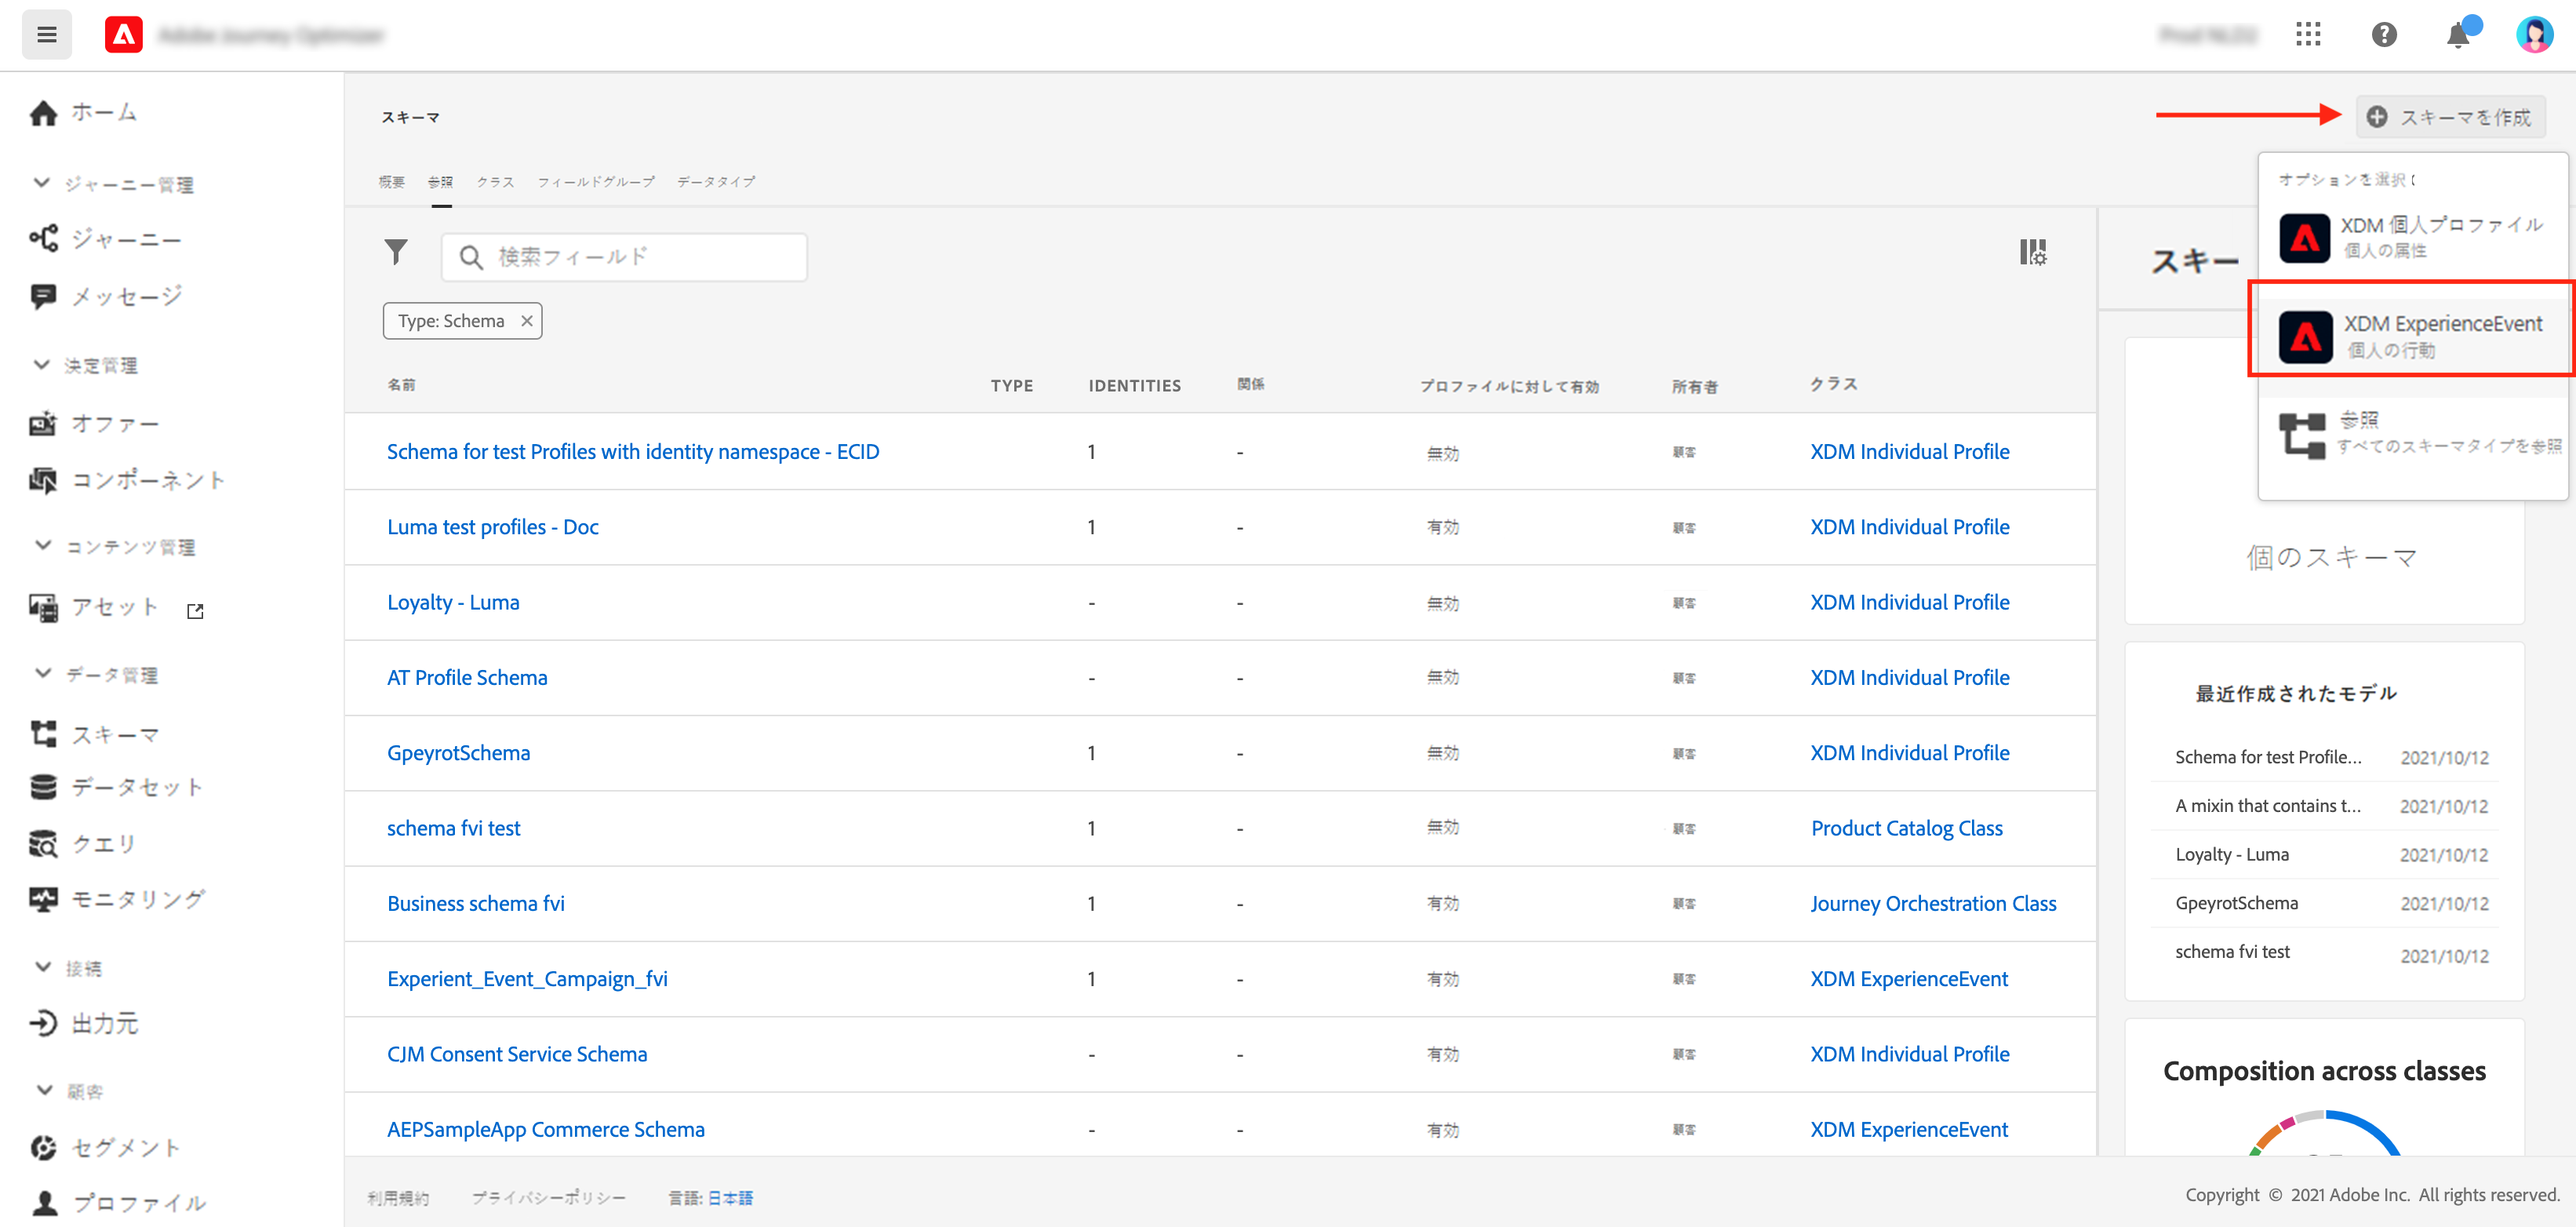 Adobe Journey Optimizer
ホーム
ジャーニー管理
ジャーニー
メッセージ
決定管理
オファー
コンポーネント
コンテンツ管理
アセット
データ管理
スキーマ
データセット
クエリ
モニタリング
接続
出力元
顧客
セグメント
プロファイル
スキーマ
スキーマを作成
概要 参照 クラス フィールドグループ データタイプ
検索フィールド
Type: Schema ✕
名前 TYPE IDENTITIES 関係 プロファイルに対して有効 所有者 クラス
Schema for test Profiles with identity namespace - ECID 1 - 無効 顧客 XDM Individual Profile
Luma test profiles - Doc 1 - 有効 顧客 XDM Individual Profile
Loyalty - Luma - - 無効 顧客 XDM Individual Profile
AT Profile Schema - - 無効 顧客 XDM Individual Profile
GpeyrotSchema 1 - 無効 顧客 XDM Individual Profile
schema fvi test 1 - 無効 顧客 Product Catalog Class
Business schema fvi 1 - 有効 顧客 Journey Orchestration Class
Experient_Event_Campaign_fvi 1 - 有効 顧客 XDM ExperienceEvent
CJM Consent Service Schema - - 有効 顧客 XDM Individual Profile
AEPSampleApp Commerce Schema - - 有効 顧客 XDM ExperienceEvent
オプションを選択
XDM 個人プロファイル
個人の属性
XDM ExperienceEvent
個人の行動
参照
すべてのスキーマタイプを参照
スキー
個のスキーマ
最近作成されたモデル
Schema for test Profile... 2021/10/12
A mixin that contains t... 2021/10/12
Loyalty - Luma 2021/10/12
GpeyrotSchema 2021/10/12
schema fvi test 2021/10/12
Composition across classes
利用規約 プライバシーポリシー 言語: 日本語
Copyright © 2021 Adobe Inc. All rights reserved.